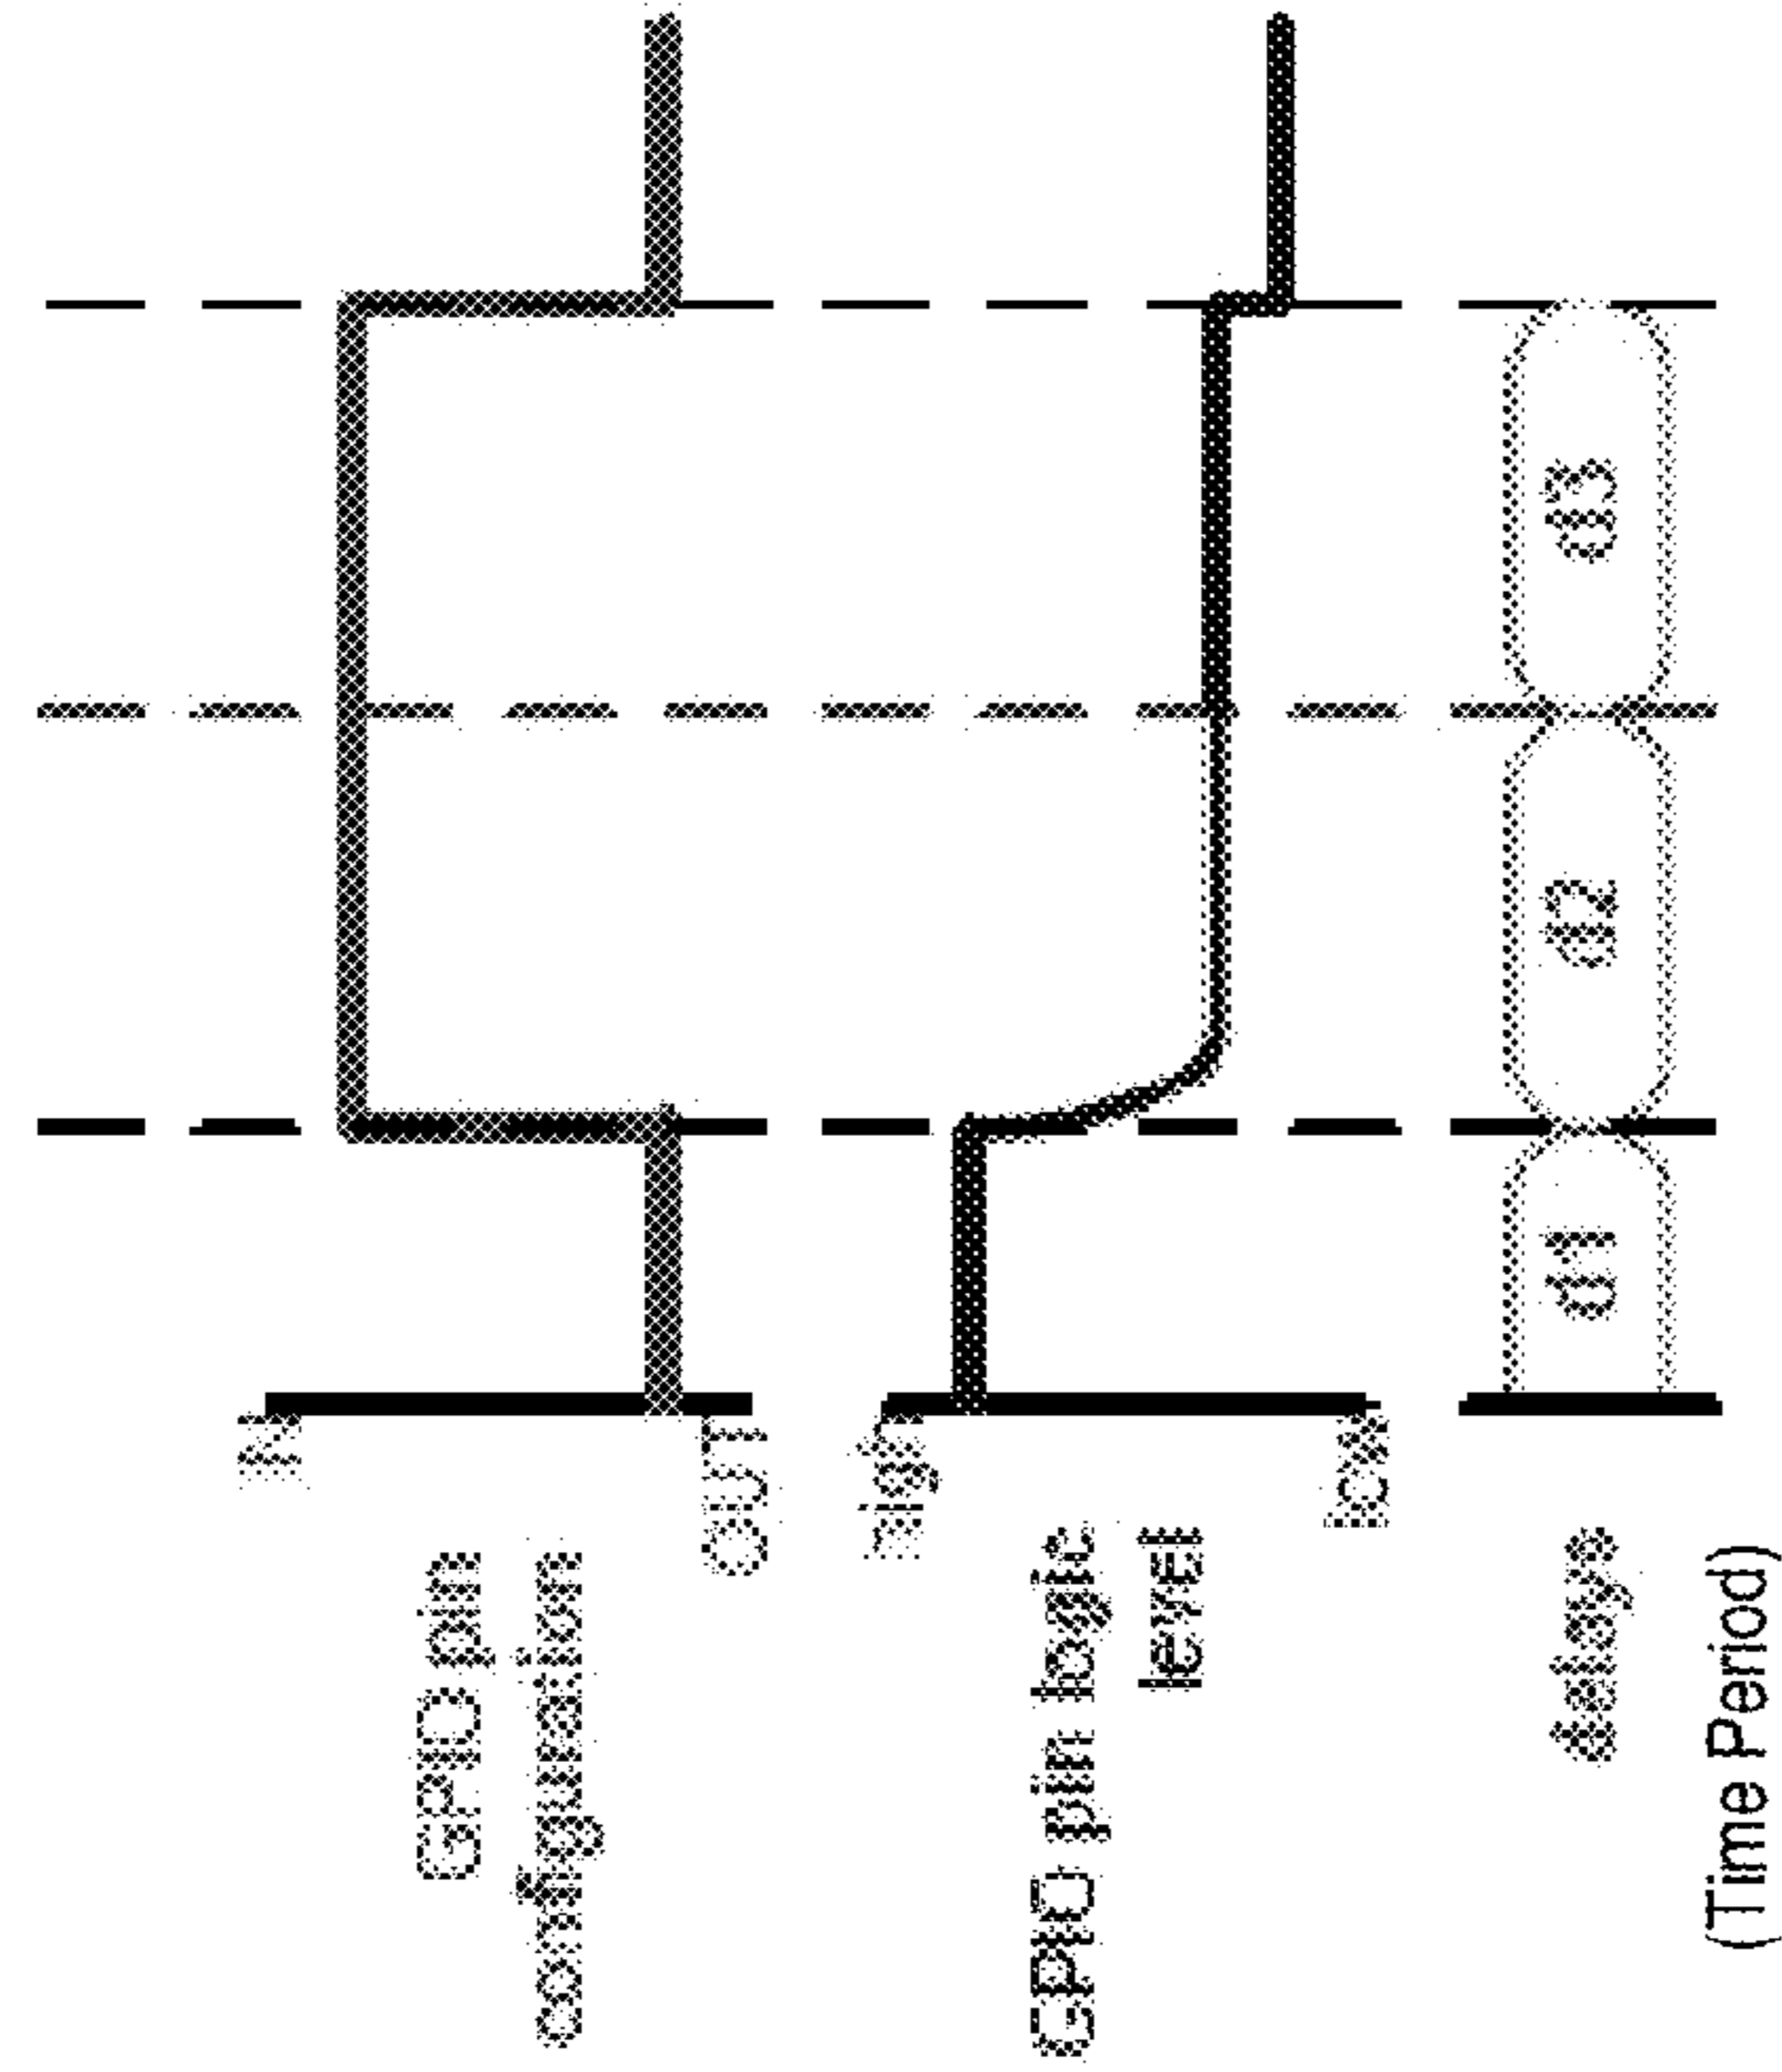 IN
GPIO pin
configuration
OUT
High
GPIO pin logic
level
low
delays
d1
d2
d3
(Time Period)